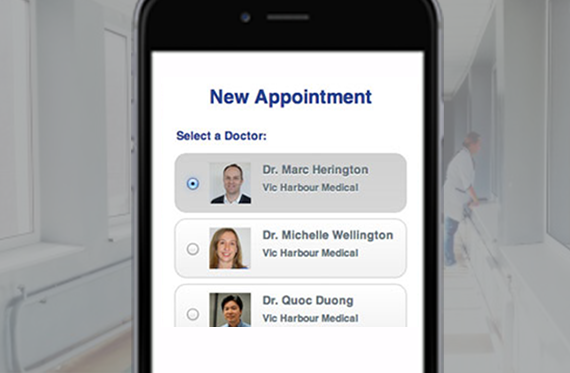 New Appointment
Select a Doctor:
Dr. Marc Herington
Vic Harbour Medical
Dr. Michelle Wellington
Vic Harbour Medical
Dr. Quoc Duong
Vic Harbour Medical